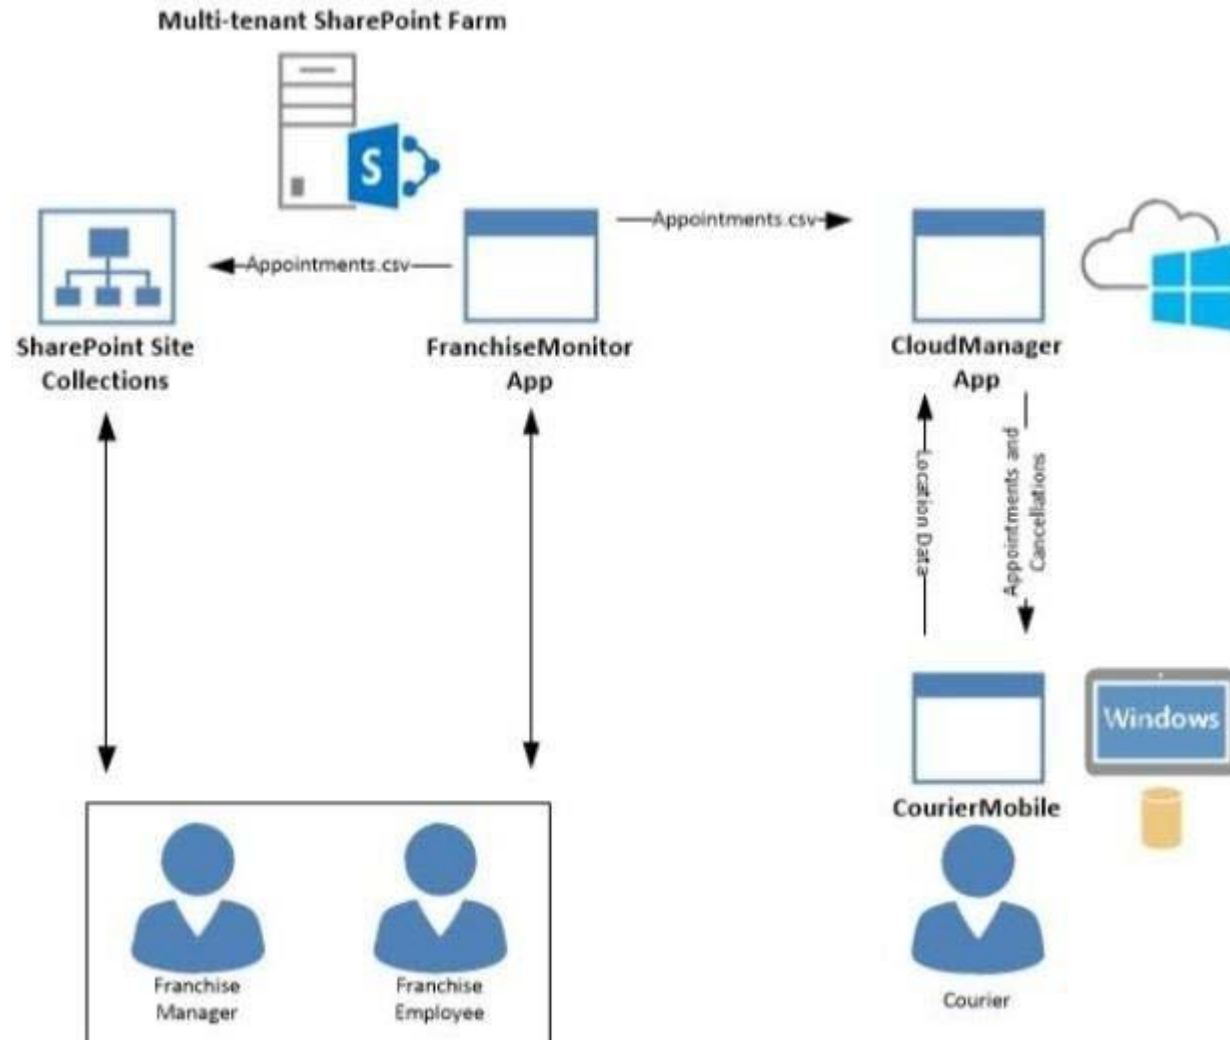 Multi-tenant SharePoint Farm
S
Appointments.csv
Appointments.csv
SharePoint Site
Collections
FranchiseMonitor
App
CloudManager
App
Location Data
Appointments and
Cancellations
Windows
CourierMobile
Franchise
Manager
Franchise
Employee
Courier